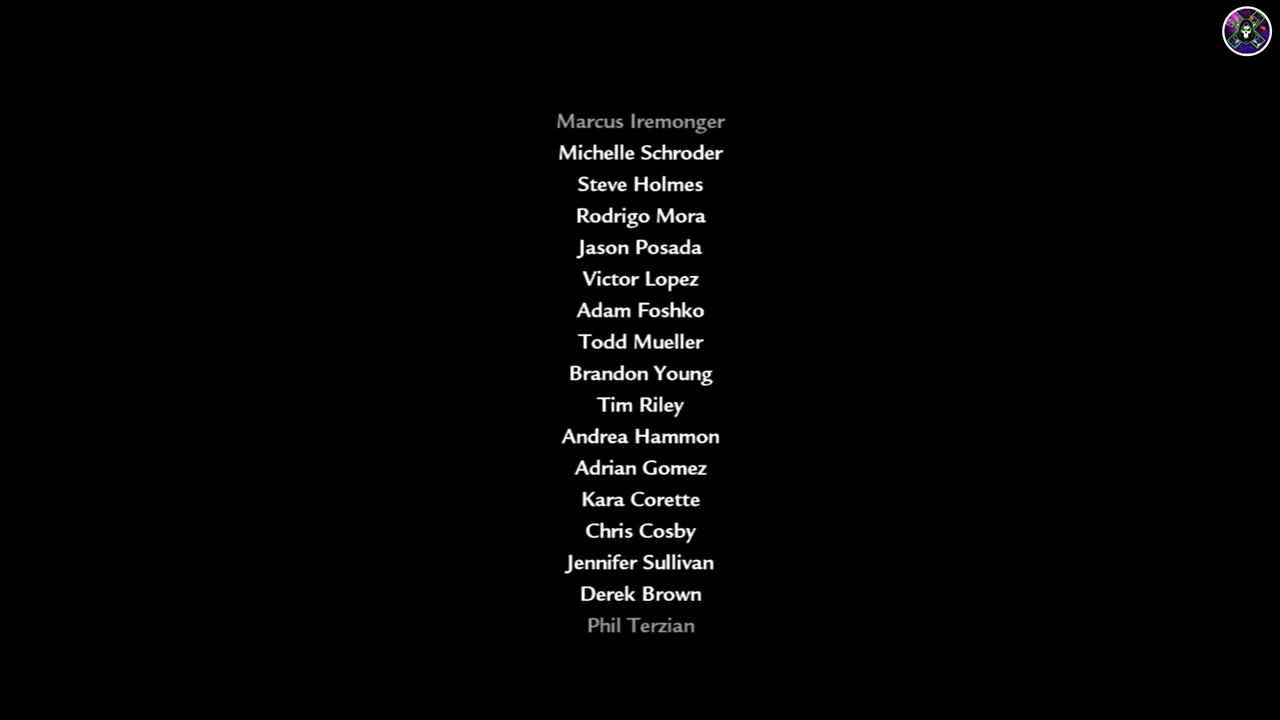 Marcus Iremonger
Michelle Schroder
Steve Holmes
Rodrigo Mora
Jason Posada
Victor Lopez
Adam Foshko
Todd Mueller
Brandon Young
Tim Riley
Andrea Hammon
Adrian Gomez
Kara Corette
Chris Cosby
Jennifer Sullivan
Derek Brown
Phil Terzian